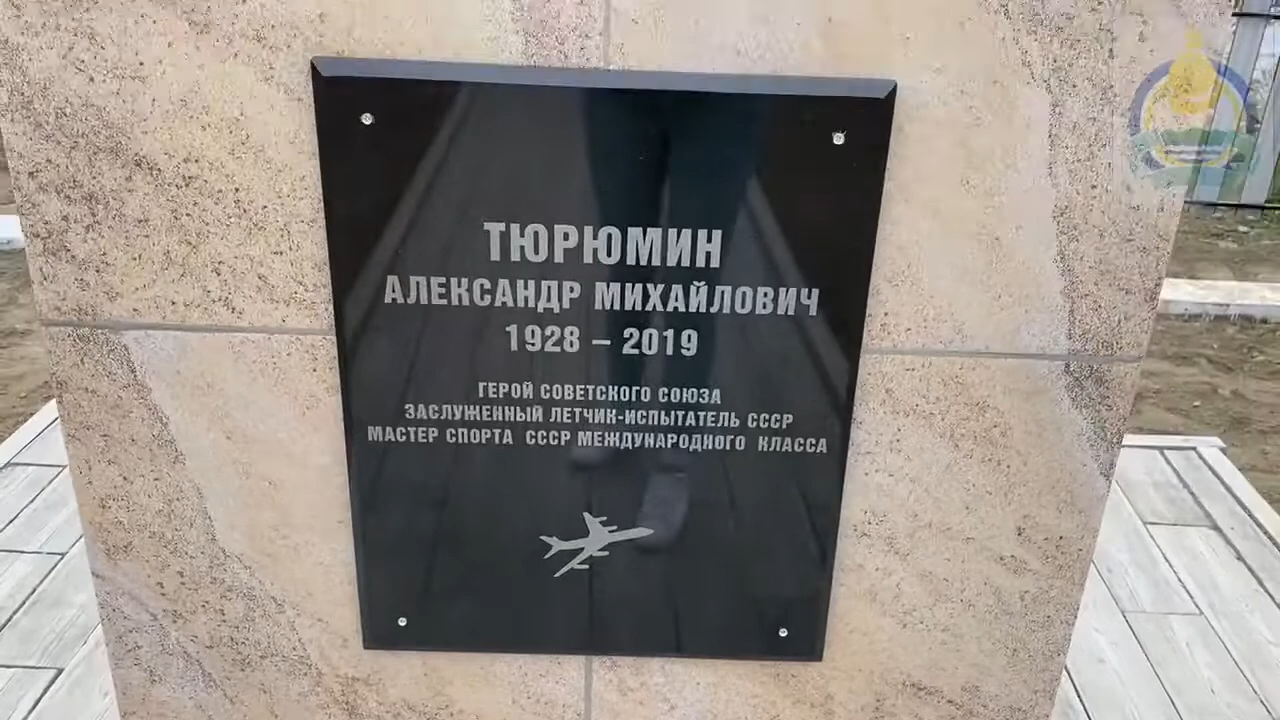 ТЮРЮМИН
АЛЕКСАНДР МИХАЙЛОВИЧ
1928 – 2019
ГЕРОЙ СОВЕТСКОГО СОЮЗА
ЗАСЛУЖЕННЫЙ ЛЕТЧИК-ИСПЫТАТЕЛЬ СССР
МАСТЕР СПОРТА СССР МЕЖДУНАРОДНОГО КЛАССА